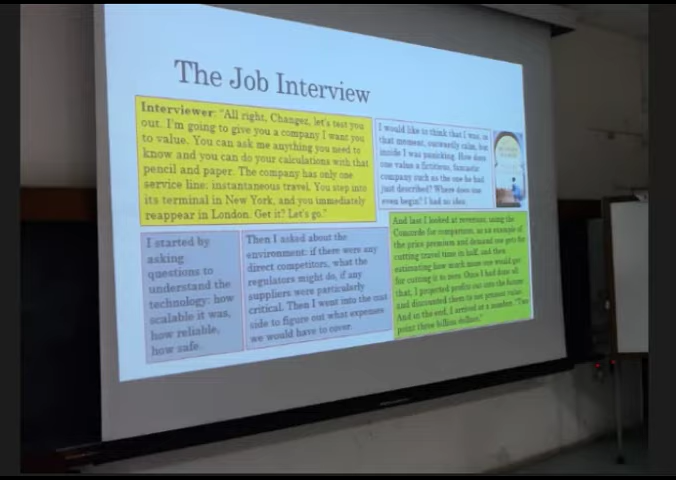 The Job Interview
Interviewer: "All right, Changez, let's test you
out. I'm going to give you a company I want you
to value. You can ask me anything you need to
know and you can do your calculations with that
pencil and paper. The company has only one
service line: instantaneous travel. You step into
its terminal in New York, and you immediately
reappear in London. Get it? Let's go."
I would like to think that I was, in
that moment, outwardly calm, but
inside I was panicking. How does
one value a fictitious, fantastic
company such as the one he had
just described? Where does one
even begin? I had no idea.
I started by
asking
questions to
understand the
technology: how
scalable it was,
how reliable,
how safe.
Then I asked about the
environment: if there were any
direct competitors, what the
regulators might do, if any
suppliers were particularly
critical. Then I went into the cost
side to figure out what expenses
we would have to cover.
And last I looked at revenues, using the
Concorde for comparison, as an example of
the price premium and demand one gets for
cutting travel time in half, and then
estimating how much more one would get
for cutting it to zero. Once I had done all
that, I projected profits out into the future
and discounted them to net present value.
And in the end, I arrived at a number. "Two
point three billion dollars."